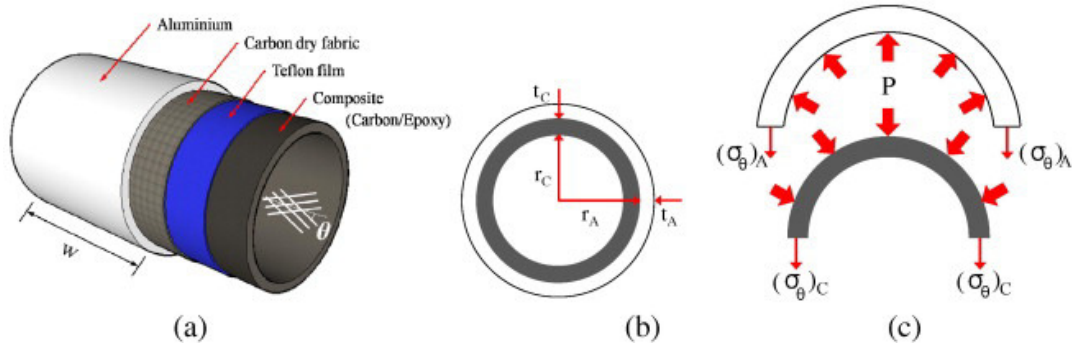 Aluminium
Carbon dry fabric
Teflon film
Composite
(Carbon/Epoxy)
θ
w
(a)
t_C
r_C
r_A
t_A
(b)
P
(σ_θ)_A
(σ_θ)_A
(σ_θ)_C
(σ_θ)_C
(c)